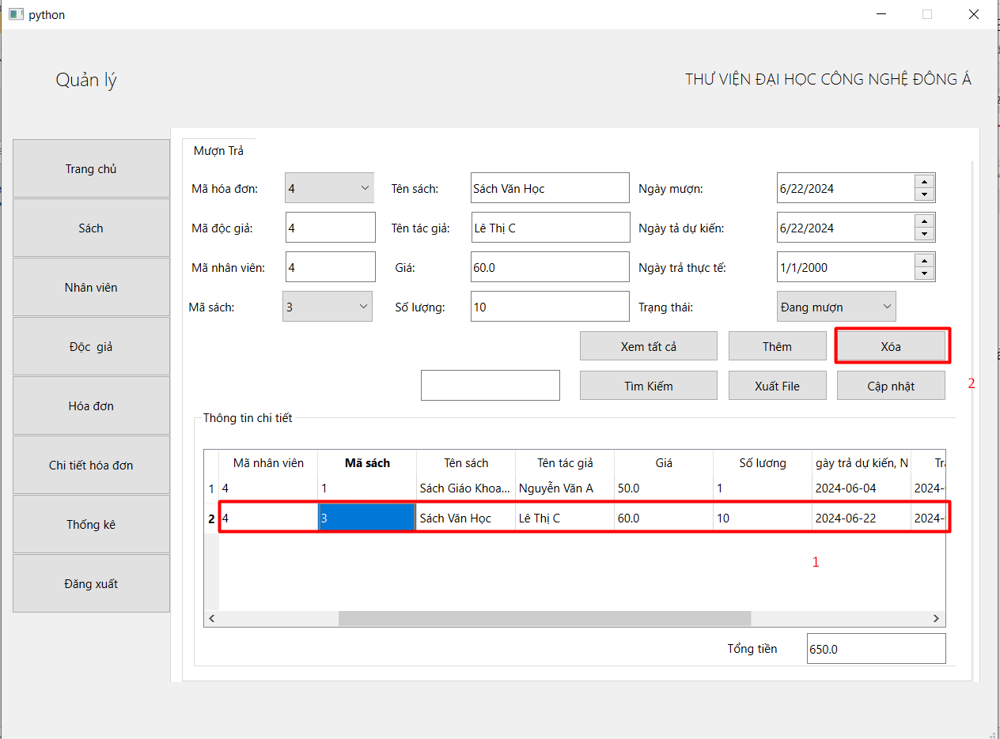 python
Quản lý
THƯ VIỆN ĐẠI HỌC CÔNG NGHỆ ĐÔNG Á
Trang chủ
Sách
Nhân viên
Độc giả
Hóa đơn
Chi tiết hóa đơn
Thống kê
Đăng xuất
Mượn Trả
Mã hóa đơn: 4 Tên sách: Sách Văn Học Ngày mượn: 6/22/2024
Mã độc giả: 4 Tên tác giả: Lê Thị C Ngày tả dự kiến: 6/22/2024
Mã nhân viên: 4 Giá: 60.0 Ngày trả thực tế: 1/1/2000
Mã sách: 3 Số lượng: 10 Trạng thái: Đang mượn
Xem tất cả Thêm Xóa
Tìm Kiếm Xuất File Cập nhật 2
Thông tin chi tiết
Mã nhân viên Mã sách Tên sách Tên tác giả Giá Số lương gày trả dự kiến, N Trả
1 4 1 Sách Giáo Khoa... Nguyễn Văn A 50.0 1 2024-06-04 2024-
2 4 3 Sách Văn Học Lê Thị C 60.0 10 2024-06-22 2024-
1
Tổng tiền 650.0